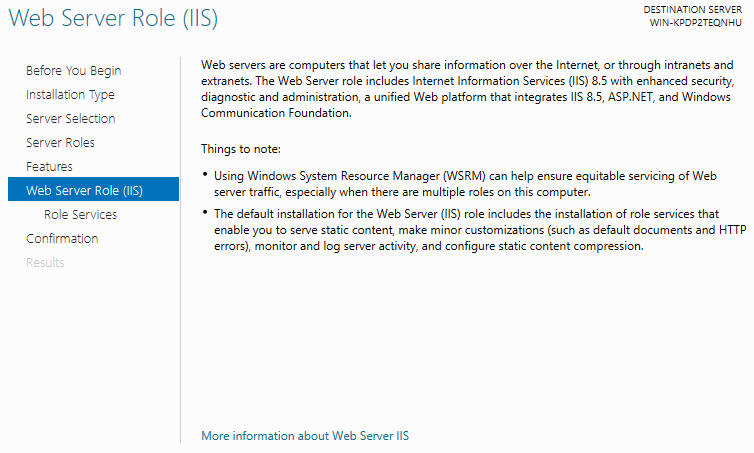 Web Server Role (IIS)
DESTINATION SERVER
WIN-KPDP2TEQNHU
Before You Begin
Installation Type
Server Selection
Server Roles
Features
Web Server Role (IIS)
Role Services
Confirmation
Results
Web servers are computers that let you share information over the Internet, or through intranets and
extranets. The Web Server role includes Internet Information Services (IIS) 8.5 with enhanced security,
diagnostic and administration, a unified Web platform that integrates IIS 8.5, ASP.NET, and Windows
Communication Foundation.
Things to note:
• Using Windows System Resource Manager (WSRM) can help ensure equitable servicing of Web
server traffic, especially when there are multiple roles on this computer.
• The default installation for the Web Server (IIS) role includes the installation of role services that
enable you to serve static content, make minor customizations (such as default documents and HTTP
errors), monitor and log server activity, and configure static content compression.
More information about Web Server IIS